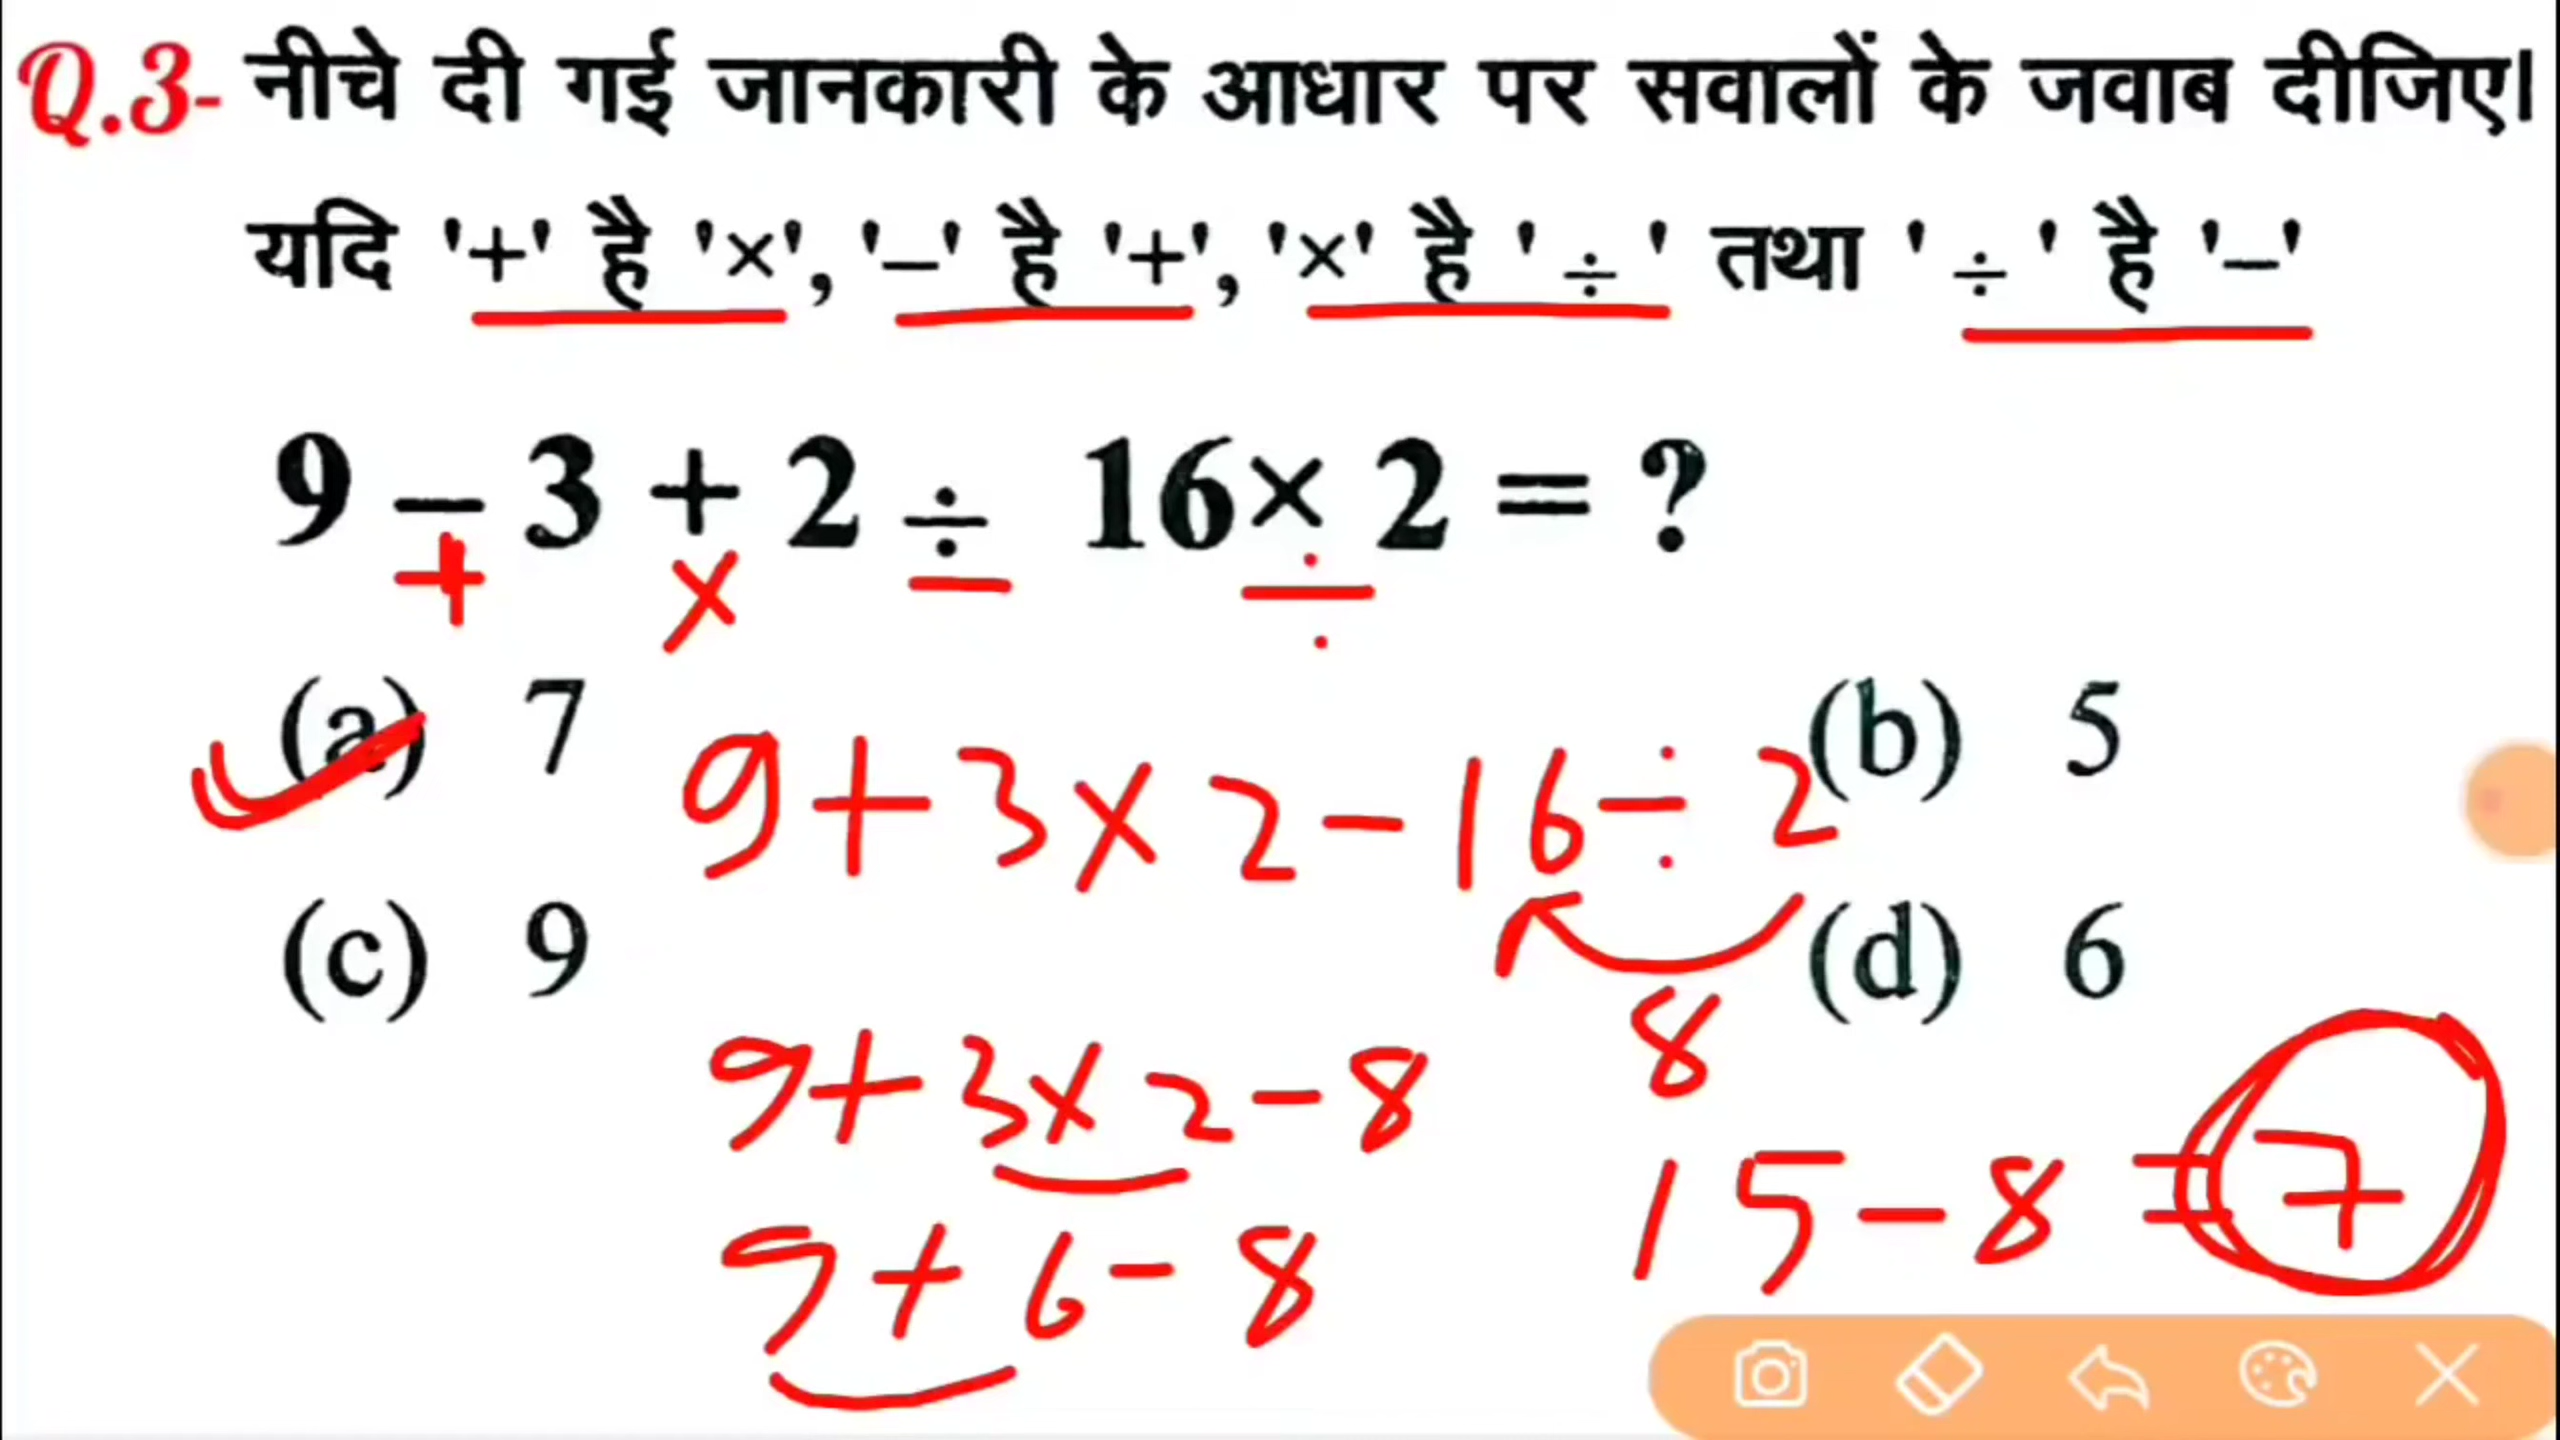 Q.3- नीचे दी गई जानकारी के आधार पर सवालों के जवाब दीजिए।
यदि '+' है '×', '–' है '+', '×' है ' ÷ ' तथा ' ÷ ' है '–'
9 – 3 + 2 ÷ 16× 2 = ?
+ × – ÷
(a) 7 (b) 5
9+3×2–16÷2
(c) 9 (d) 6
8
9+3×2–8
15–8=7
9+6–8